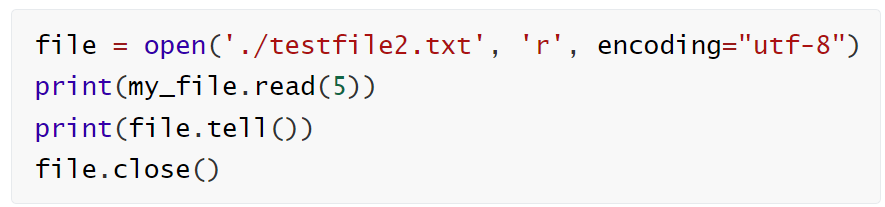 file = open('./testfile2.txt', 'r', encoding="utf-8")
print(my_file.read(5))
print(file.tell())
file.close()